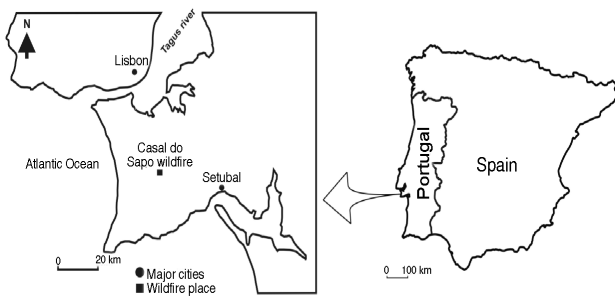 N
Tagus river
Lisbon
Casal do
Sapo wildfire
Atlantic Ocean
Setubal
0 20 km
Major cities
Wildfire place
Portugal
Spain
0 100 km